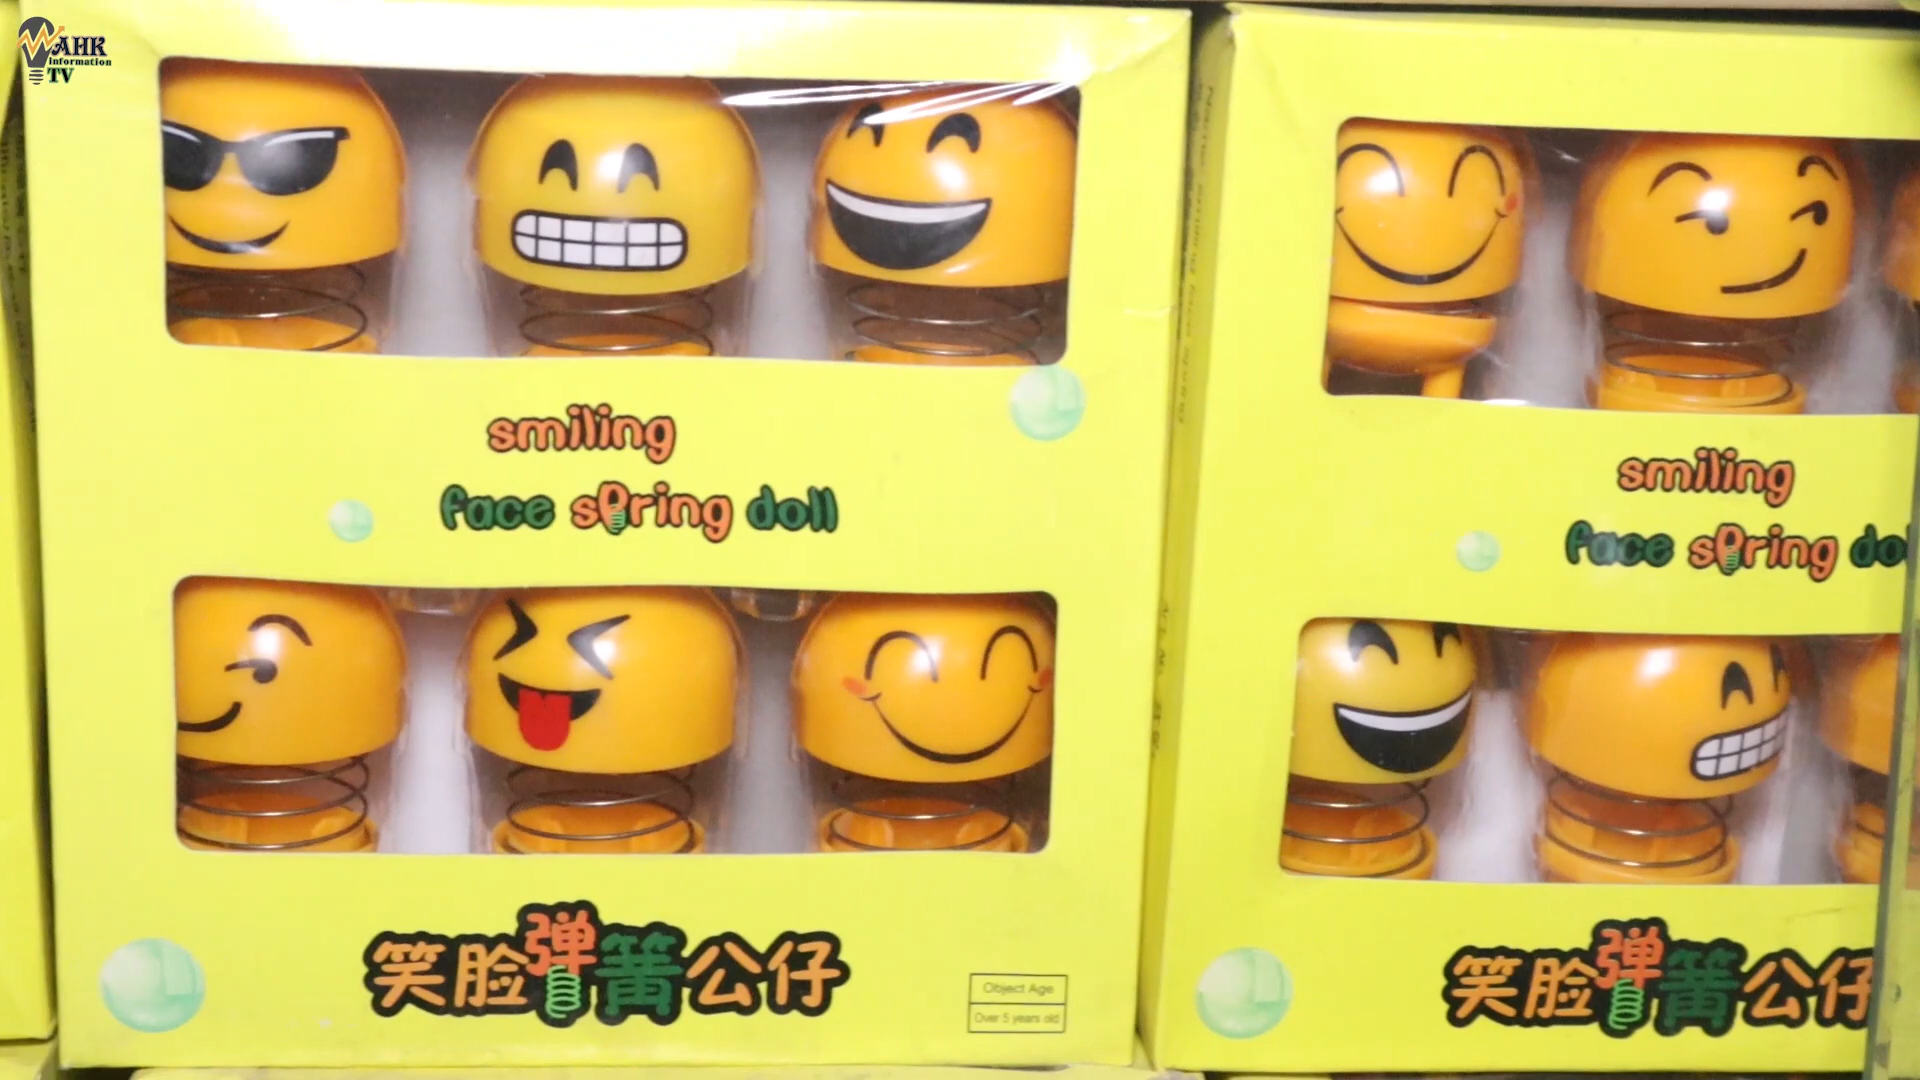 WAHK
Information
TV
smiling
face spring doll
笑脸弹簧公仔
Object Age
Over 5 years old
smiling
face spring do
笑脸弹簧公仔